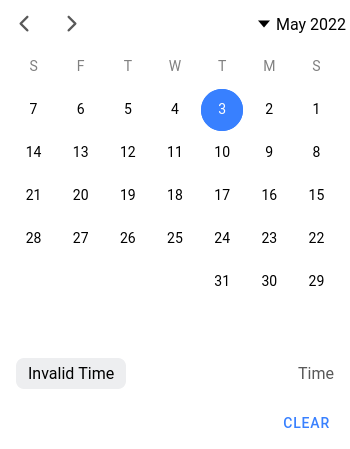 May 2022
S F T W T M S
7 6 5 4 3 2 1
14 13 12 11 10 9 8
21 20 19 18 17 16 15
28 27 26 25 24 23 22
31 30 29
Invalid Time Time
CLEAR